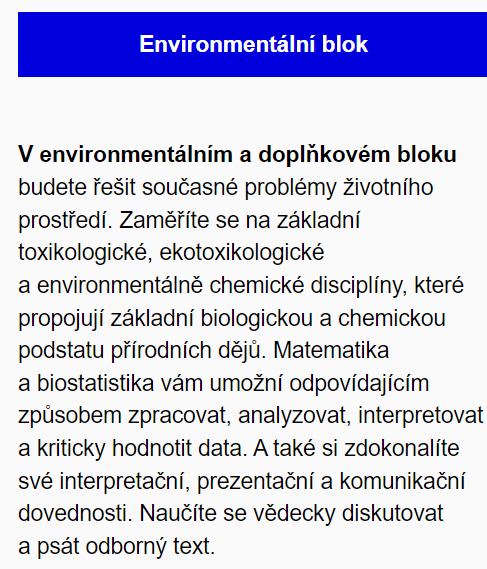 Environmentální blok
V environmentálním a doplňkovém bloku
budete řešit současné problémy životního
prostředí. Zaměříte se na základní
toxikologické, ekotoxikologické
a environmentálně chemické disciplíny, které
propojují základní biologickou a chemickou
podstatu přírodních dějů. Matematika
a biostatistika vám umožní odpovídajícím
způsobem zpracovat, analyzovat, interpretovat
a kriticky hodnotit data. A také si zdokonalíte
své interpretační, prezentační a komunikační
dovednosti. Naučíte se vědecky diskutovat
a psát odborný text.